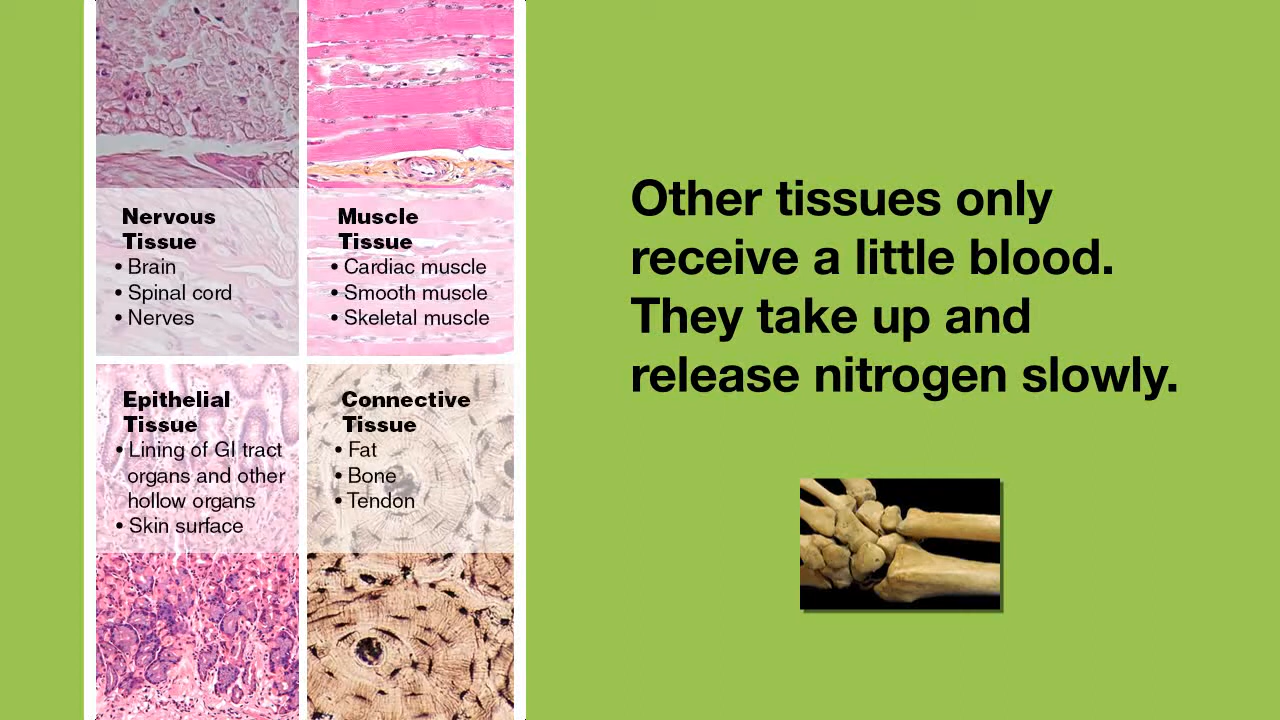 Nervous
Tissue
• Brain
• Spinal cord
• Nerves
Muscle
Tissue
• Cardiac muscle
• Smooth muscle
• Skeletal muscle
Epithelial
Tissue
• Lining of GI tract
organs and other
hollow organs
• Skin surface
Connective
Tissue
• Fat
• Bone
• Tendon
Other tissues only
receive a little blood.
They take up and
release nitrogen slowly.